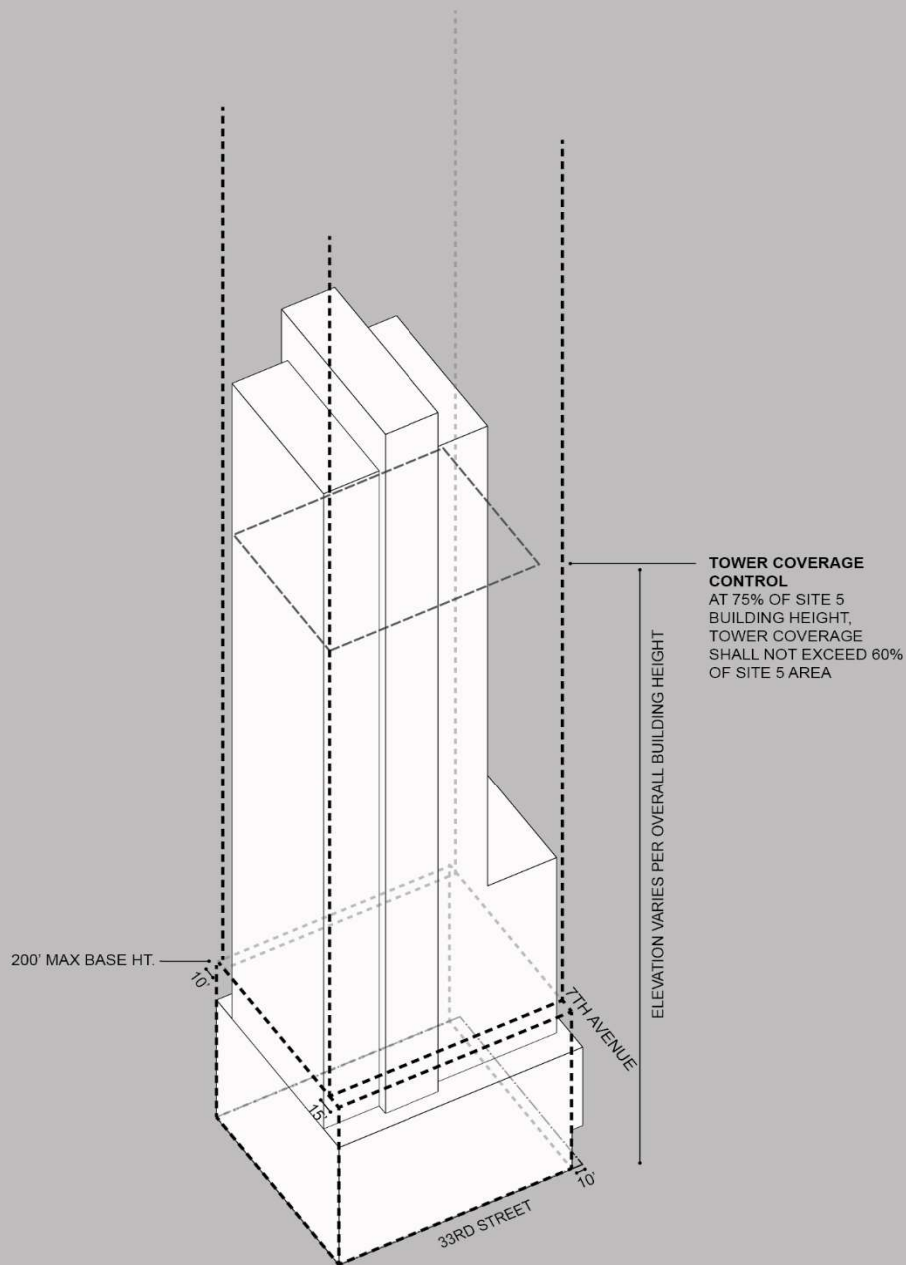 TOWER COVERAGE
CONTROL
AT 75% OF SITE 5
BUILDING HEIGHT,
TOWER COVERAGE
SHALL NOT EXCEED 60%
OF SITE 5 AREA
ELEVATION VARIES PER OVERALL BUILDING HEIGHT
200' MAX BASE HT.
10'
7TH AVENUE
15'
10'
33RD STREET